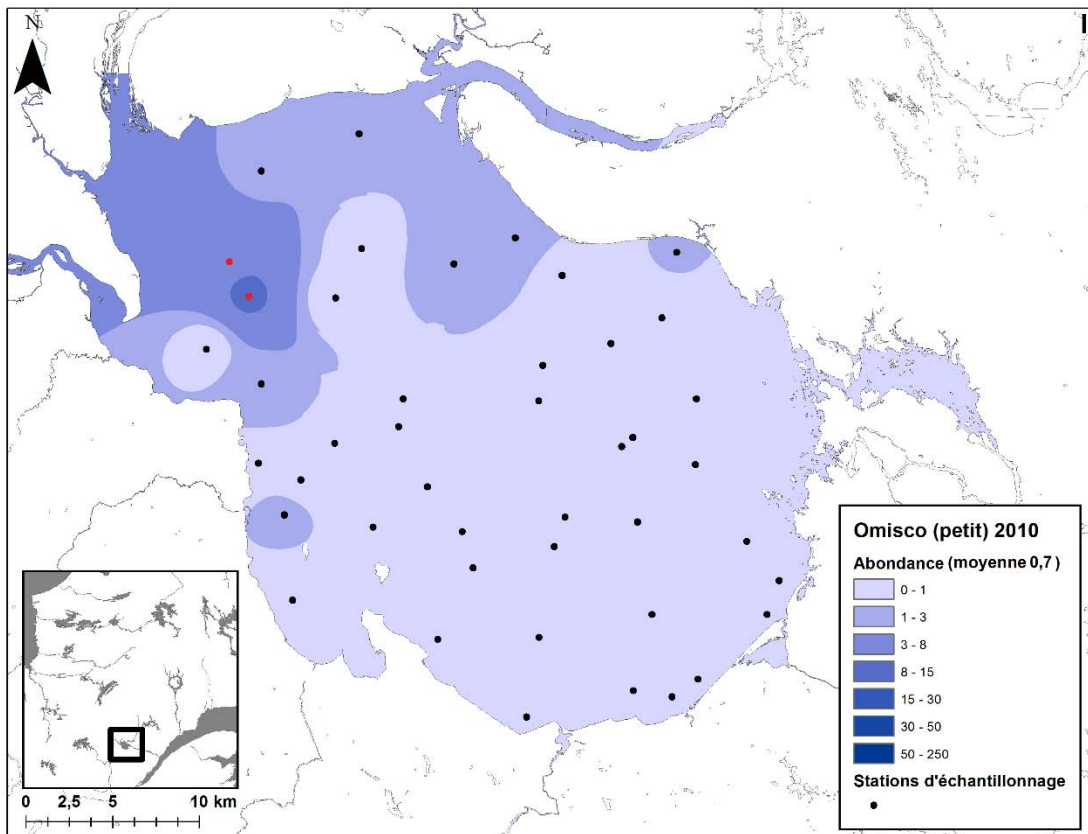 N
Omisco (petit) 2010
Abondance (moyenne 0,7 )
0 - 1
1 - 3
3 - 8
8 - 15
15 - 30
30 - 50
50 - 250
Stations d'échantillonnage
0 2,5 5 10 km